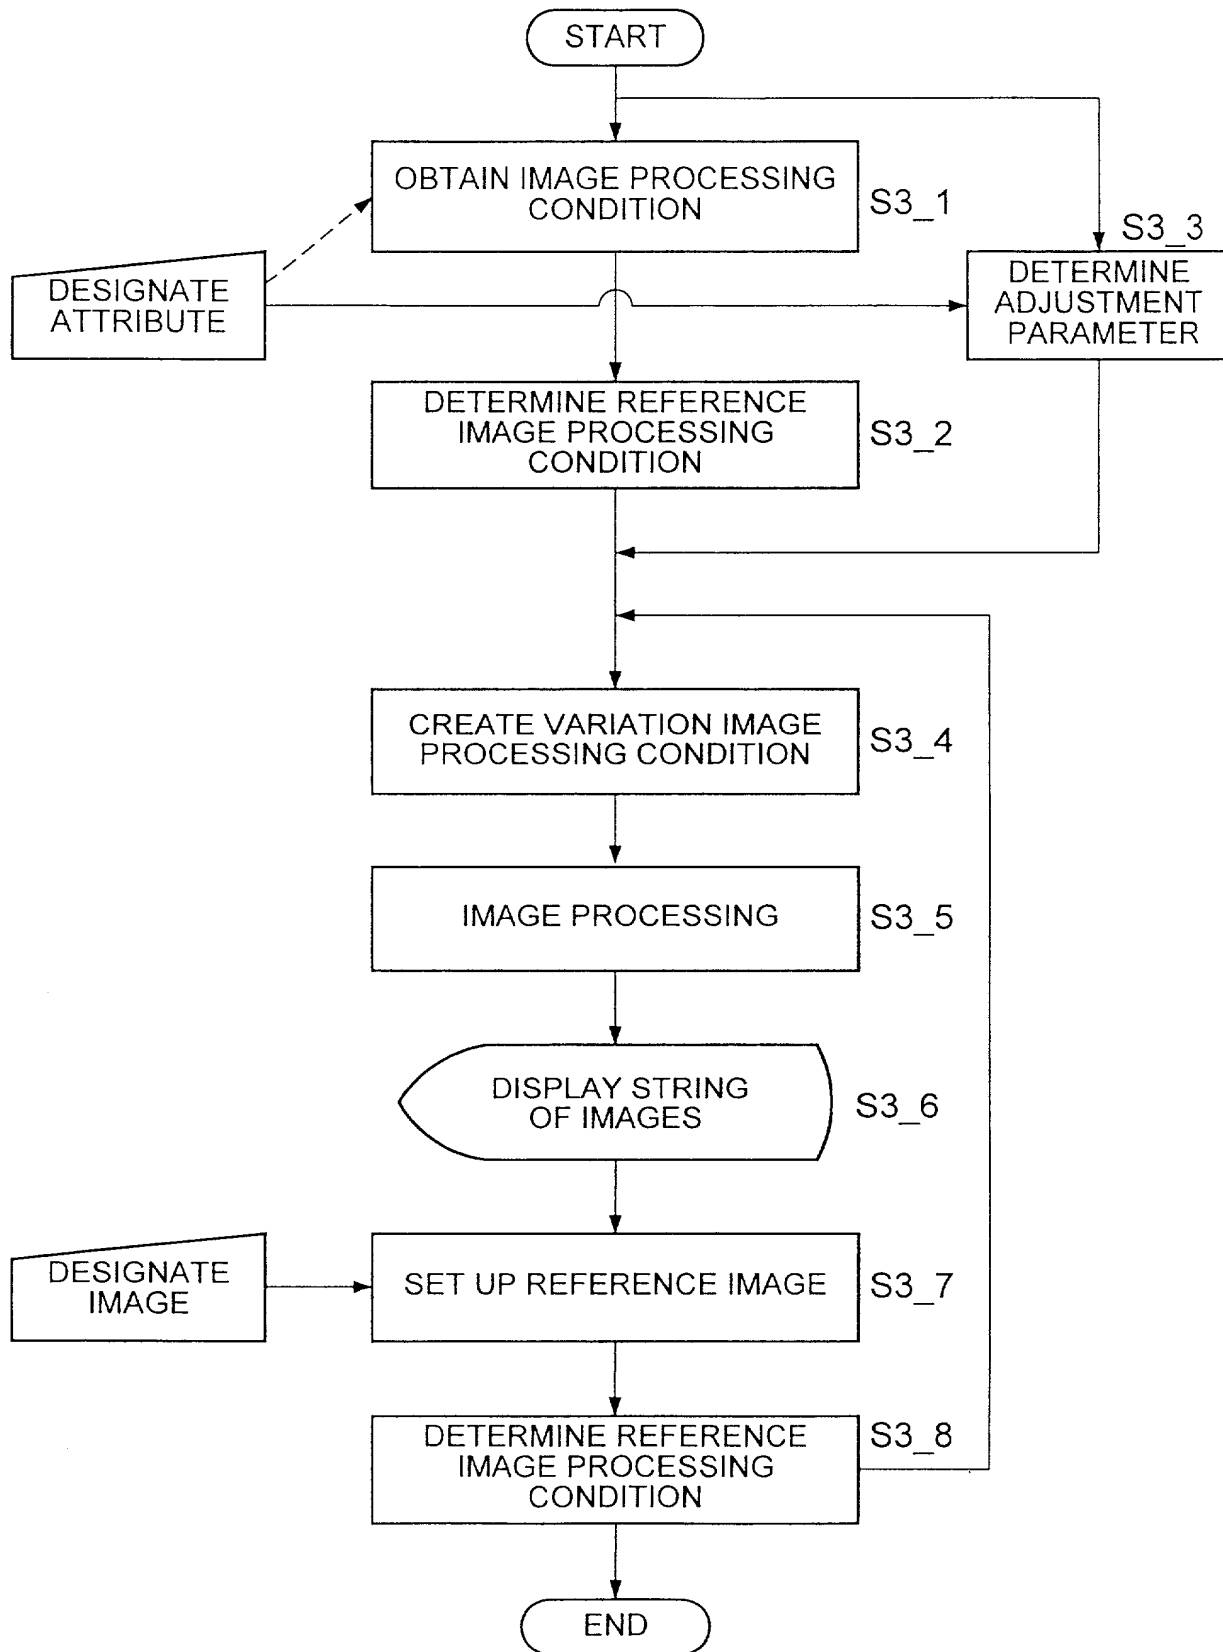 START
OBTAIN IMAGE PROCESSING
CONDITION
S3_1
S3_3
DETERMINE
ADJUSTMENT
PARAMETER
DESIGNATE
ATTRIBUTE
DETERMINE REFERENCE
IMAGE PROCESSING
CONDITION
S3_2
CREATE VARIATION IMAGE
PROCESSING CONDITION
S3_4
IMAGE PROCESSING
S3_5
DISPLAY STRING
OF IMAGES
S3_6
DESIGNATE
IMAGE
SET UP REFERENCE IMAGE
S3_7
DETERMINE REFERENCE
IMAGE PROCESSING
CONDITION
S3_8
END